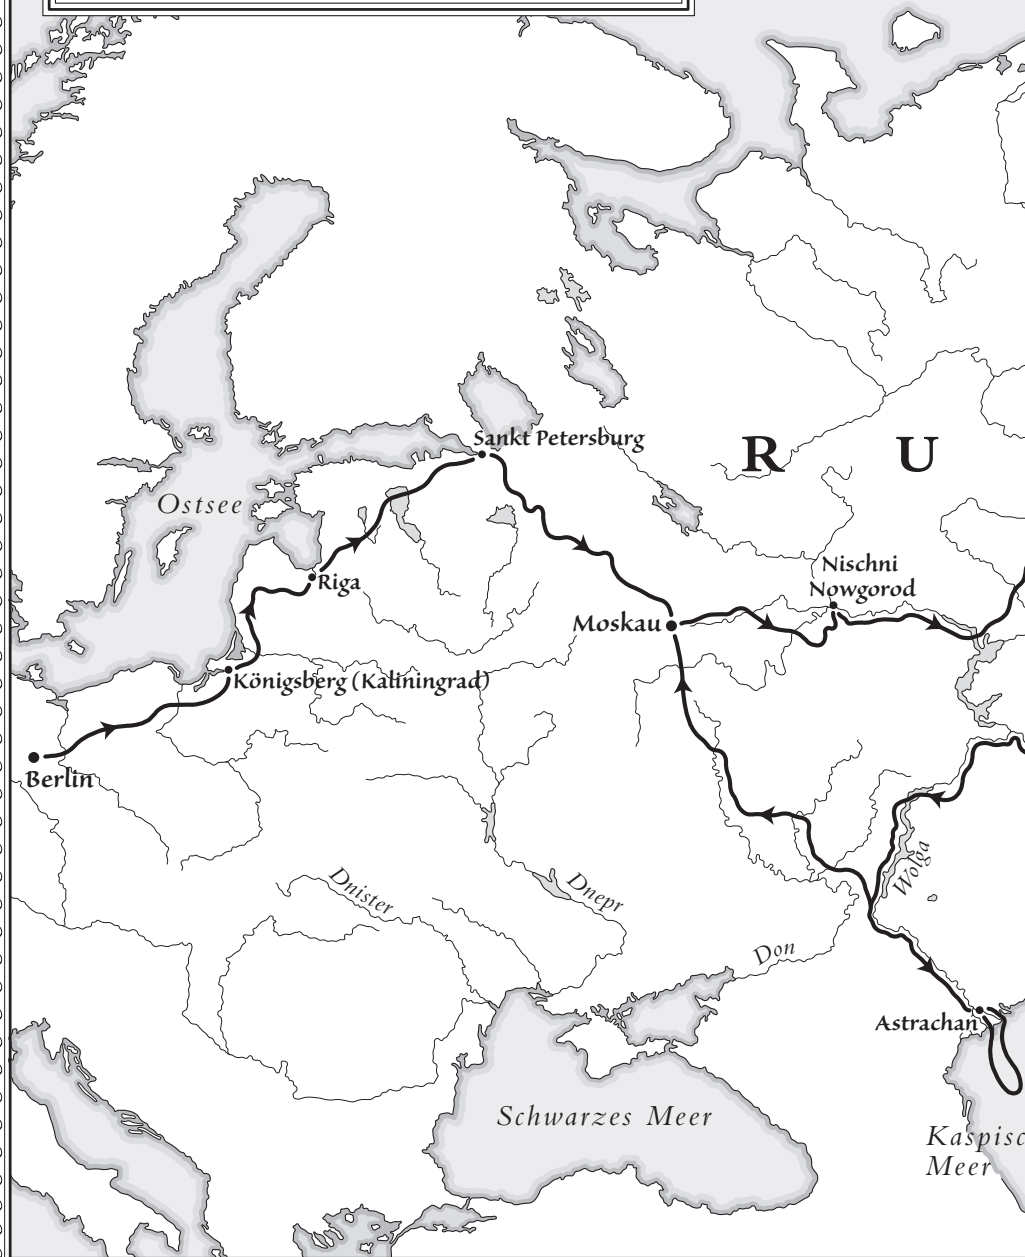 Sankt Petersburg
R U
Ostsee
Nischni
Nowgorod
Riga
Moskau
Königsberg (Kaliningrad)
Berlin
Wolga
Dnister
Dnepr
Don
Astrachan
Schwarzes Meer
Kaspisc
Meer